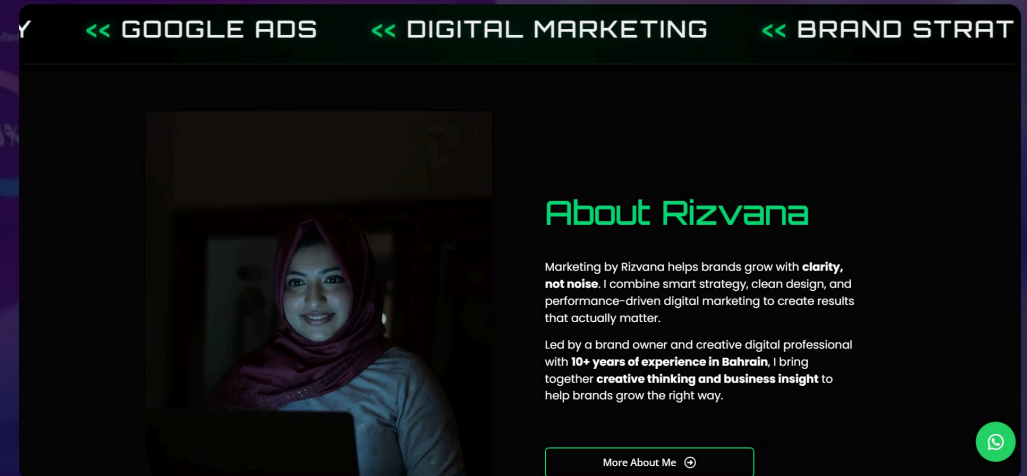 Y << GOOGLE ADS << DIGITAL MARKETING << BRAND STRAT
About Rizvana
Marketing by Rizvana helps brands grow with clarity,
not noise. I combine smart strategy, clean design, and
performance-driven digital marketing to create results
that actually matter.
Led by a brand owner and creative digital professional
with 10+ years of experience in Bahrain, I bring
together creative thinking and business insight to
help brands grow the right way.
More About Me